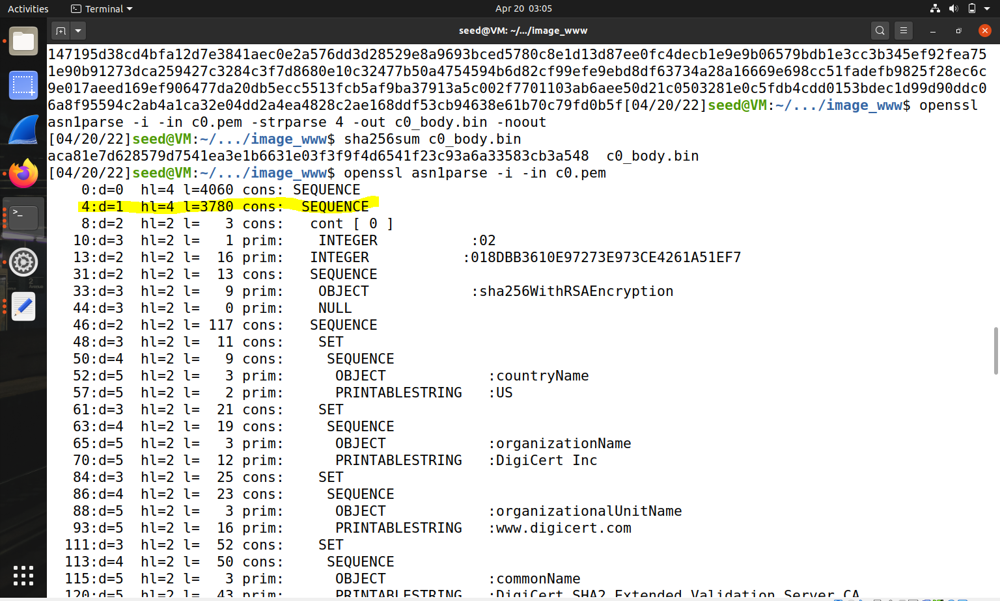 Activities Terminal Apr 20 03:05
seed@VM: ~/.../image_www
147195d38cd4bfa12d7e3841aec0e2a576dd3d28529e8a9693bced5780c8e1d13d87ee0fc4decb1e9e9b06579bdb1e3cc3b345ef92fea75
1e90b91273dca259427c3284c3f7d8680e10c32477b50a4754594b6d82cf99efe9ebd8df63734a28a16669e698cc51fadefb9825f28ec6c
9e017aeed169ef906477da20db5ecc5513fcb5af9ba37913a5c002f7701103ab6aee50d21c0503281e0c5fdb4cdd0153bdec1d99d90ddc0
6a8f95594c2ab4a1ca32e04dd2a4ea4828c2ae168ddf53cb94638e61b70c79fd0b5f[04/20/22]seed@VM:~/.../image_www$ openssl
asn1parse -i -in c0.pem -strparse 4 -out c0_body.bin -noout
[04/20/22]seed@VM:~/.../image_www$ sha256sum c0_body.bin
aca81e7d628579d7541ea3e1b6631e03f3f9f4d6541f23c93a6a33583cb3a548  c0_body.bin
[04/20/22]seed@VM:~/.../image_www$ openssl asn1parse -i -in c0.pem
    0:d=0  hl=4 l=4060 cons: SEQUENCE
    4:d=1  hl=4 l=3780 cons:  SEQUENCE
    8:d=2  hl=2 l=   3 cons:   cont [ 0 ]
   10:d=3  hl=2 l=   1 prim:    INTEGER           :02
   13:d=2  hl=2 l=  16 prim:   INTEGER           :018DBB3610E97273E973CE4261A51EF7
   31:d=2  hl=2 l=  13 cons:   SEQUENCE
   33:d=3  hl=2 l=   9 prim:    OBJECT            :sha256WithRSAEncryption
   44:d=3  hl=2 l=   0 prim:    NULL
   46:d=2  hl=2 l= 117 cons:   SEQUENCE
   48:d=3  hl=2 l=  11 cons:    SET
   50:d=4  hl=2 l=   9 cons:     SEQUENCE
   52:d=5  hl=2 l=   3 prim:      OBJECT            :countryName
   57:d=5  hl=2 l=   2 prim:      PRINTABLESTRING   :US
   61:d=3  hl=2 l=  21 cons:    SET
   63:d=4  hl=2 l=  19 cons:     SEQUENCE
   65:d=5  hl=2 l=   3 prim:      OBJECT            :organizationName
   70:d=5  hl=2 l=  12 prim:      PRINTABLESTRING   :DigiCert Inc
   84:d=3  hl=2 l=  25 cons:    SET
   86:d=4  hl=2 l=  23 cons:     SEQUENCE
   88:d=5  hl=2 l=   3 prim:      OBJECT            :organizationalUnitName
   93:d=5  hl=2 l=  16 prim:      PRINTABLESTRING   :www.digicert.com
  111:d=3  hl=2 l=  52 cons:    SET
  113:d=4  hl=2 l=  50 cons:     SEQUENCE
  115:d=5  hl=2 l=   3 prim:      OBJECT            :commonName
  120:d=5  hl=2 l=  43 prim:      PRINTABLESTRING   :DigiCert SHA2 Extended Validation Server CA